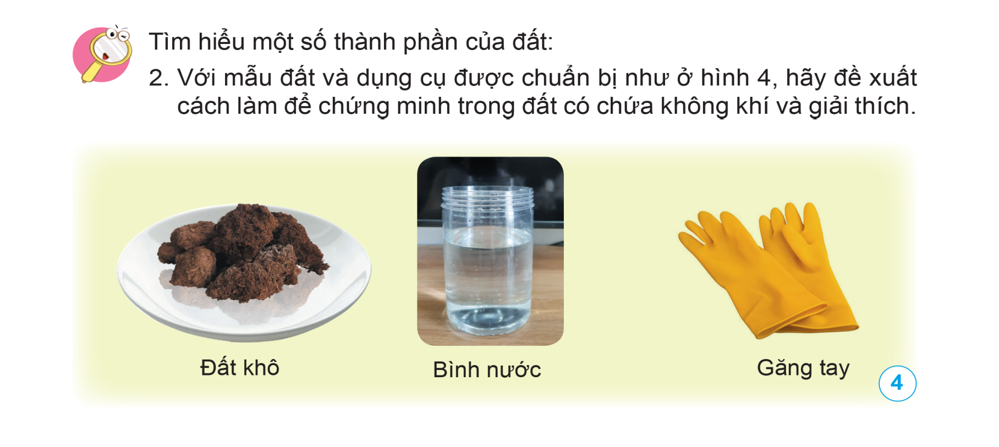 Tìm hiểu một số thành phần của đất:
2. Với mẫu đất và dụng cụ được chuẩn bị như ở hình 4, hãy đề xuất
cách làm để chứng minh trong đất có chứa không khí và giải thích.
Đất khô
Bình nước
Găng tay
4